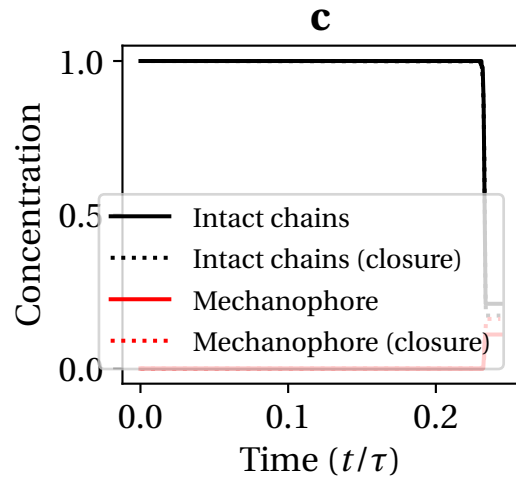 c
1.0
0.5
0.0
Concentration
Intact chains
Intact chains (closure)
Mechanophore
Mechanophore (closure)
0.0 0.1 0.2
Time (t/τ)